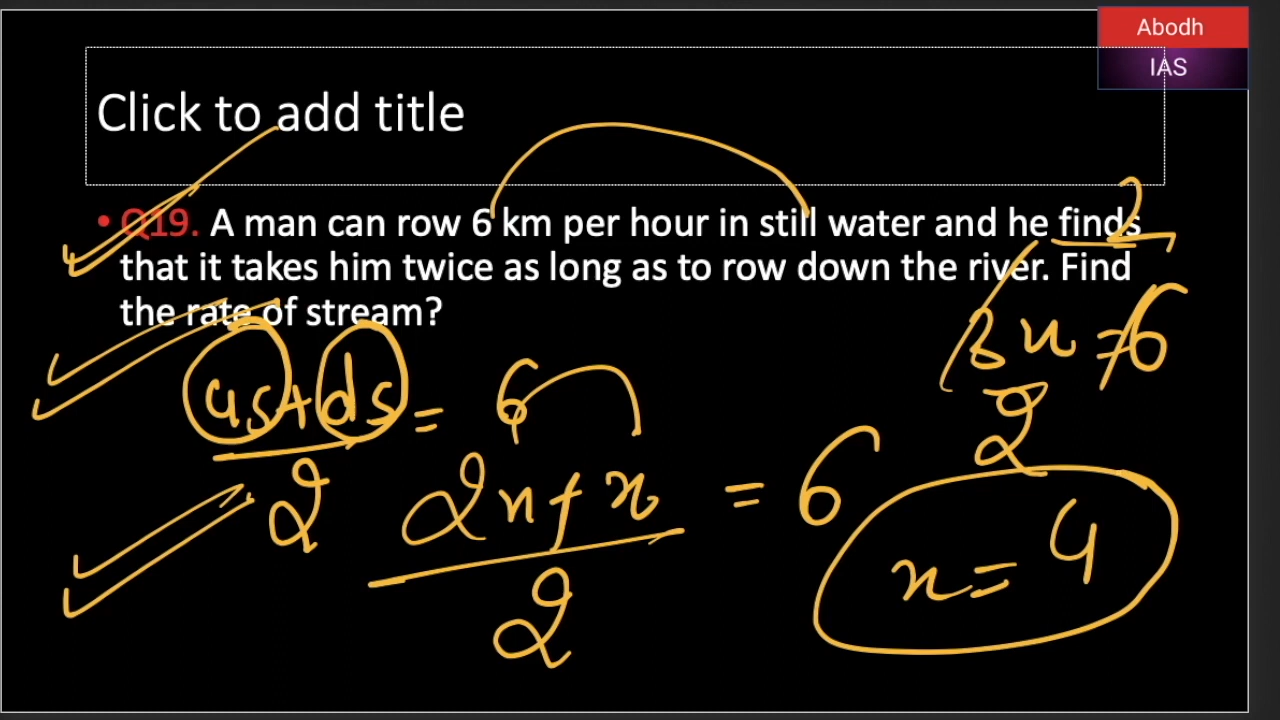 Abodh
IAS
Click to add title
• Q19. A man can row 6 km per hour in still water and he finds
that it takes him twice as long as to row down the river. Find
the rate of stream?
us+ds = 6
2
2x+x = 6
2
3x=6
2
x=4
2